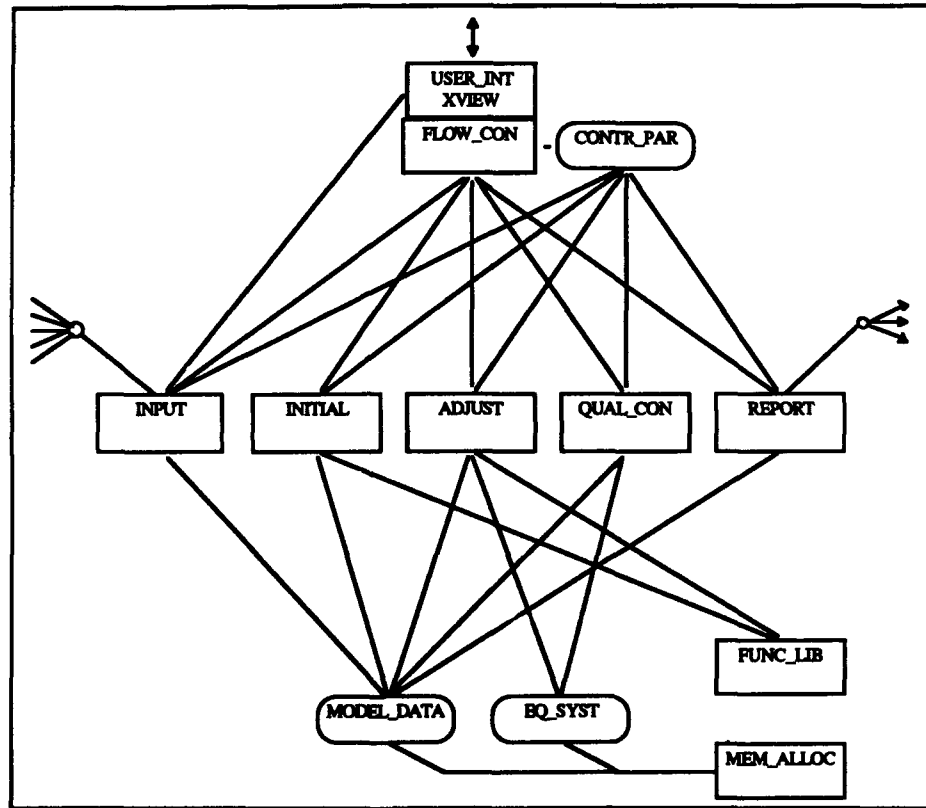 USER_INT
XVIEW
FLOW_CON
CONTR_PAR
INPUT
INITIAL
ADJUST
QUAL_CON
REPORT
FUNC_LIB
MODEL_DATA
EQ_SYST
MEM_ALLOC